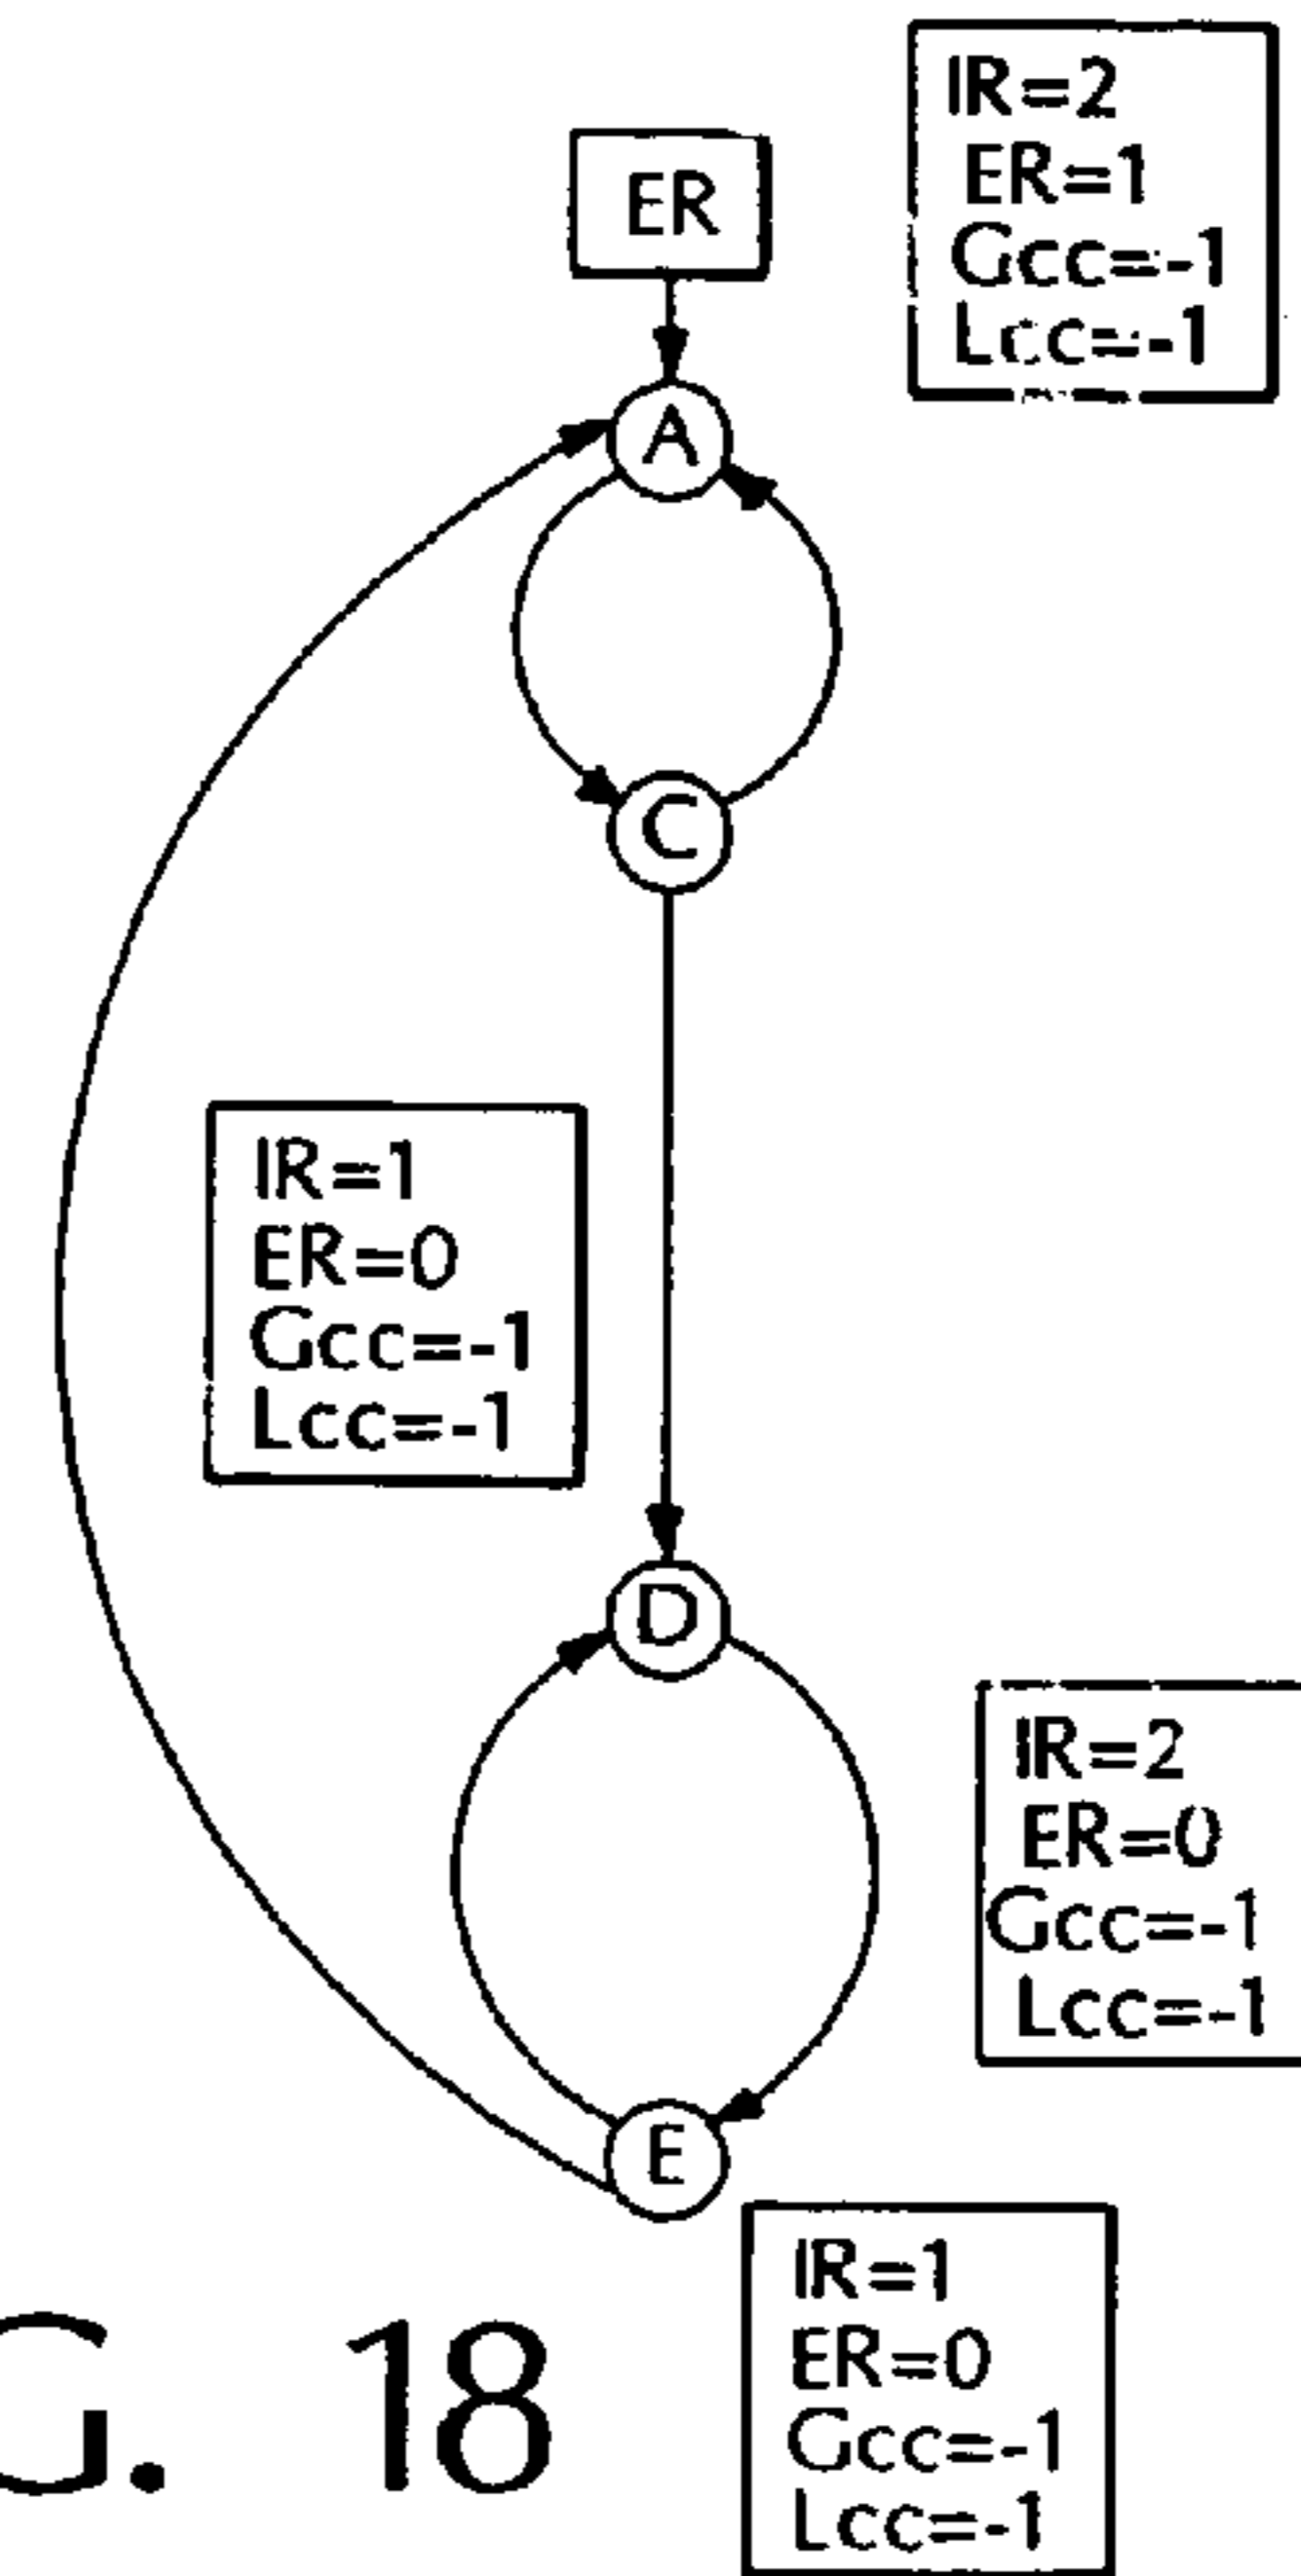 IR=2
ER=1
Gcc=-1
Lcc=-1
ER
A
C
IR=1
ER=0
Gcc=-1
Lcc=-1
D
IR=2
ER=0
Gcc=-1
Lcc=-1
E
IR=1
ER=0
Gcc=-1
Lcc=-1
G. 18